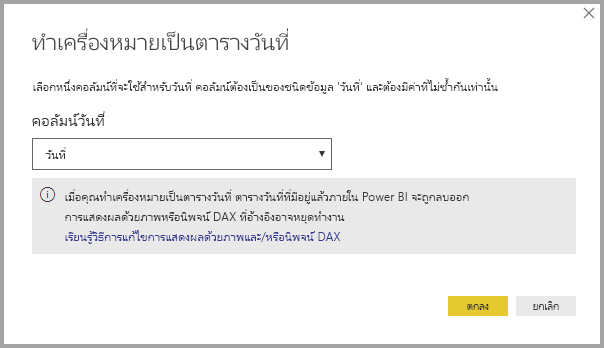 ทำเครื่องหมายเป็นตารางวันที่
เลือกหนึ่งคอลัมน์ที่จะใช้สำหรับวันที่ คอลัมน์ต้องเป็นของชนิดข้อมูล 'วันที่' และต้องมีค่าที่ไม่ซ้ำกันเท่านั้น
คอลัมน์วันที่
วันที่
เมื่อคุณทำเครื่องหมายเป็นตารางวันที่ ตารางวันที่ที่มีอยู่แล้วภายใน Power BI จะถูกลบออก
การแสดงผลด้วยภาพหรือนิพจน์ DAX ที่อ้างอิงอาจหยุดทำงาน
เรียนรู้วิธีการแก้ไขการแสดงผลด้วยภาพและ/หรือนิพจน์ DAX
ตกลง
ยกเลิก